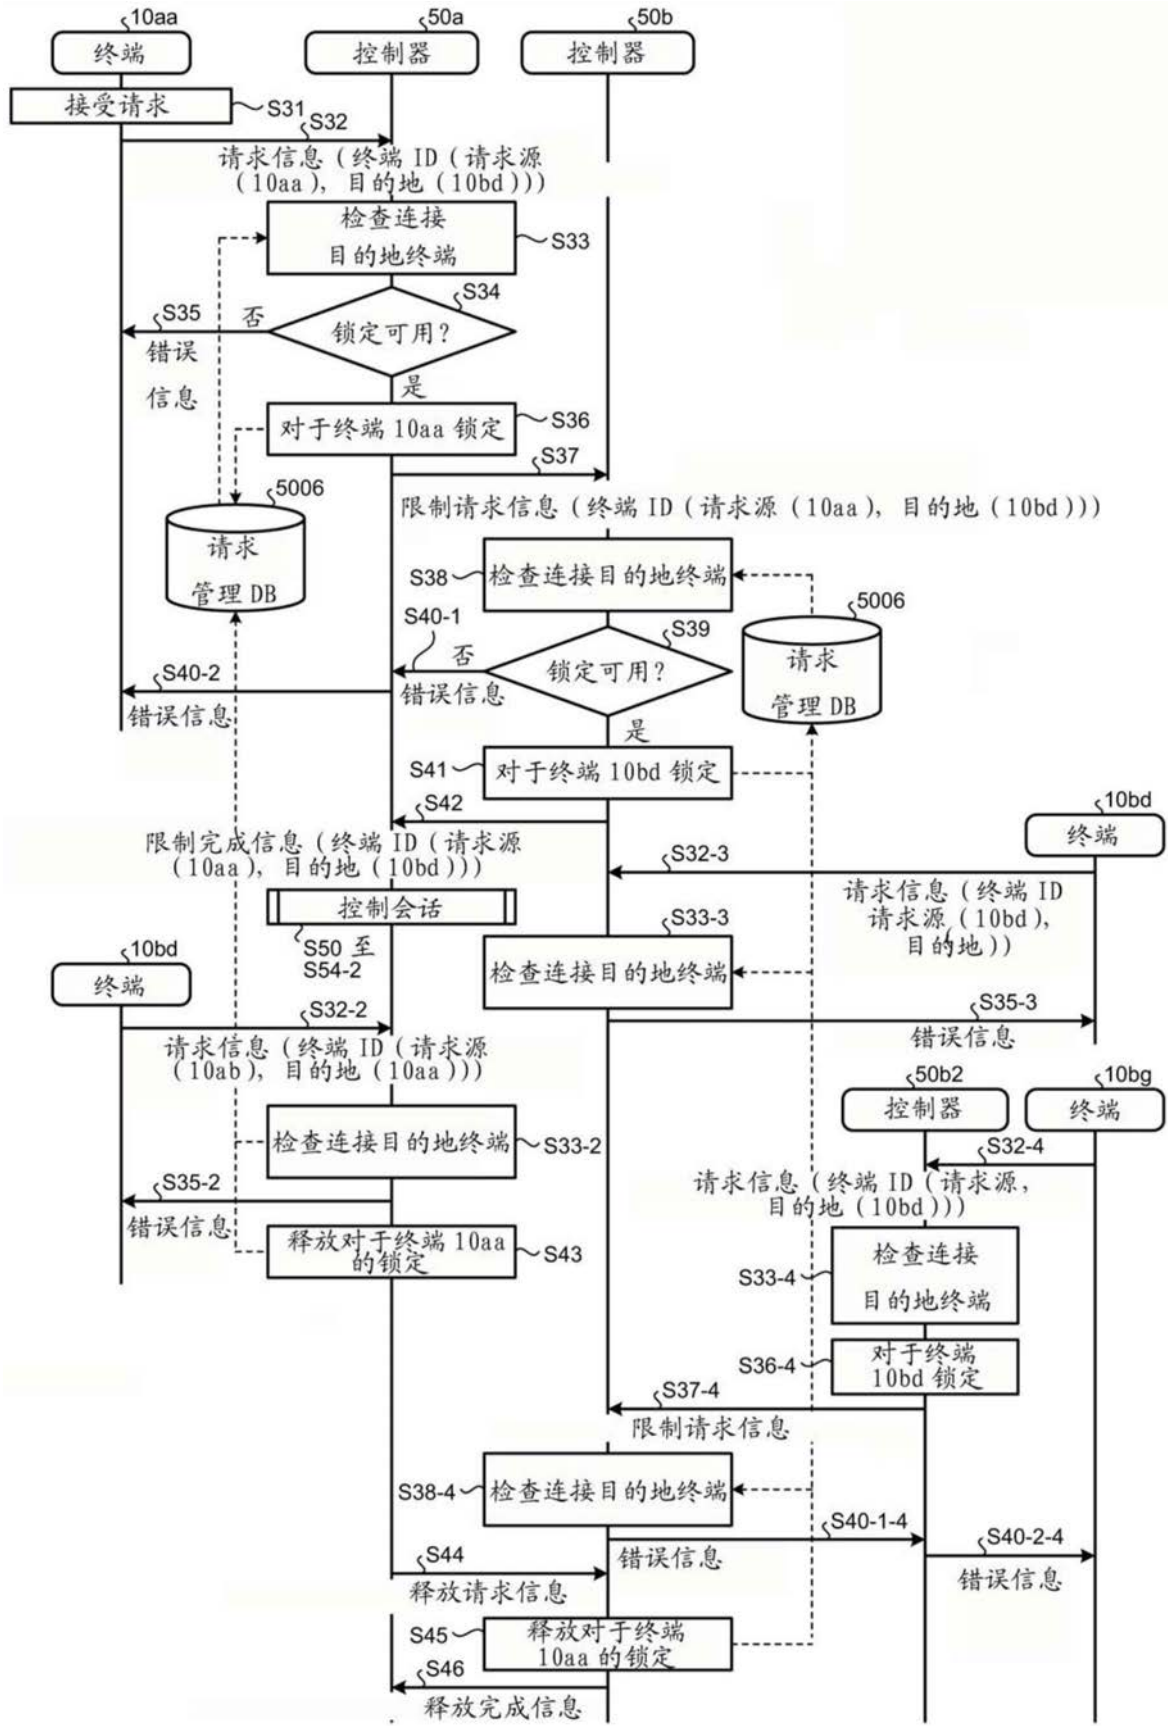 10aa
50a
50b
终端
控制器
控制器
接受请求
S31
S32
请求信息（终端 ID（请求源
（10aa），目的地（10bd）））
检查连接
目的地终端
S33
S34
S35
否
锁定可用？
错误
信息
是
对于终端 10aa 锁定
S36
S37
5006
限制请求信息（终端 ID（请求源（10aa），目的地（10bd）））
请求
管理 DB
S38
检查连接目的地终端
5006
S40-1
S39
否
锁定可用？
请求
管理 DB
S40-2
错误信息
错误信息
是
S41
对于终端 10bd 锁定
S42
10bd
终端
限制完成信息（终端 ID（请求源
（10aa），目的地（10bd）））
S32-3
请求信息（终端 ID
请求源（10bd），
目的地））
控制会话
S50 至
S54-2
S33-3
检查连接目的地终端
10bd
终端
S32-2
S35-3
错误信息
请求信息（终端 ID（请求源
（10ab），目的地（10aa）））
50b2
10bg
控制器
终端
检查连接目的地终端
S33-2
S32-4
S35-2
错误信息
请求信息（终端 ID（请求源，
目的地（10bd）））
释放对于终端 10aa
的锁定
S43
S33-4
检查连接
目的地终端
S36-4
对于终端
10bd 锁定
S37-4
限制请求信息
S38-4
检查连接目的地终端
S40-1-4
错误信息
S40-2-4
错误信息
S44
释放请求信息
S45
释放对于终端
10aa 的锁定
S46
释放完成信息